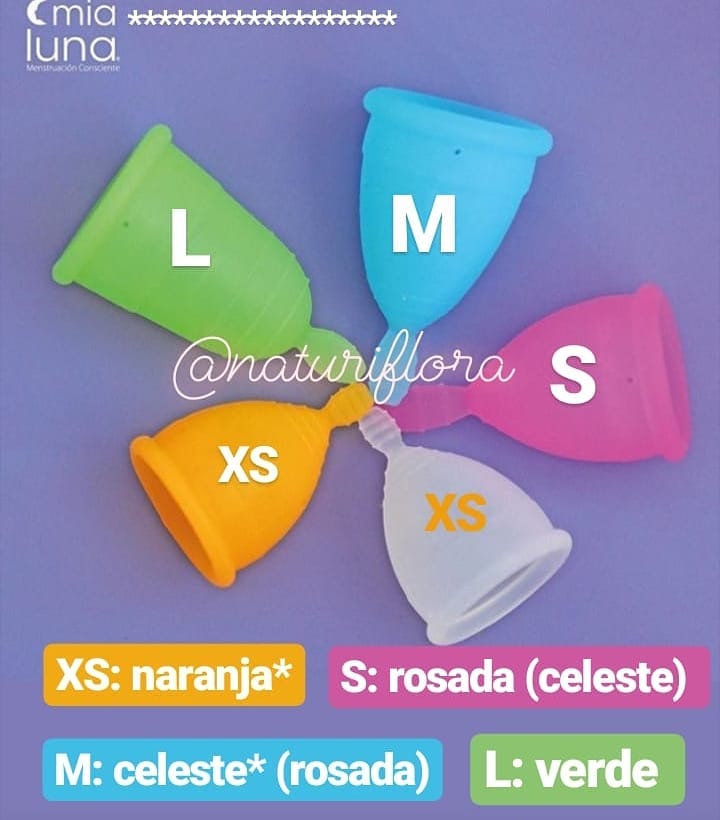 mia ******************
luna®
Menstruación Consciente
L
M
@naturiflora
S
XS
XS
XS: naranja*
S: rosada (celeste)
M: celeste* (rosada)
L: verde